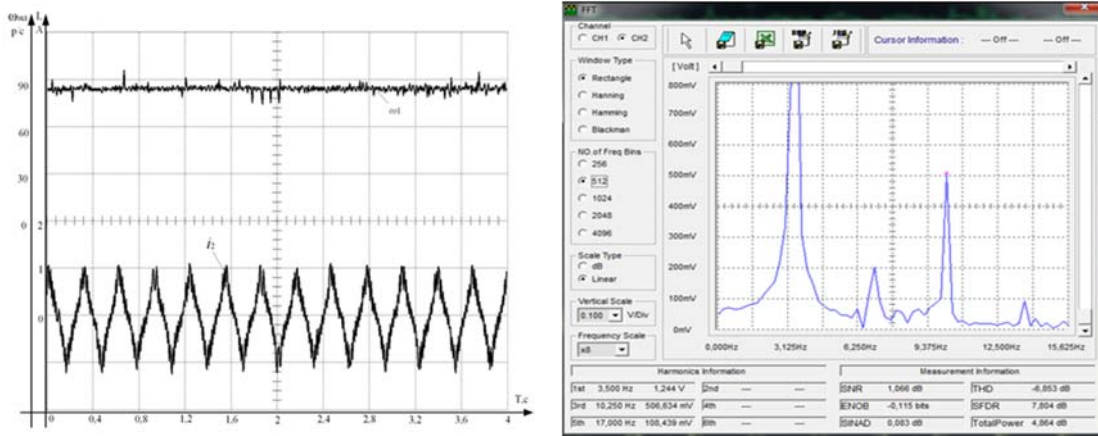 I, A
p/c
90
60
30
0 2
1
0
ω1
i₂
0 0,4 0,8 1,2 1,6 2 2,4 2,8 3,2 3,6 4
T,c
FFT
Channel
CH1 CH2
Cursor Information : --- Off --- --- Off ---
Window Type
Rectangle
Hanning
Hamming
Blackman
NO.of Freq Bins
256
512
1024
2048
4096
Scale Type
dB
Linear
Vertical Scale
0.100 V/Div
Frequency Scale
x8
[ Volt ]
800mV
700mV
600mV
500mV
400mV
300mV
200mV
100mV
0mV
0,000Hz 3,125Hz 6,250Hz 9,375Hz 12,500Hz 15,625Hz
Harmonics Information
1st 3,500 Hz 1,244 V 2nd --- ---
3rd 10,250 Hz 506,634 mV 4th --- ---
5th 17,000 Hz 108,439 mV 6th --- ---
Measurement Information
SNR 1,066 dB THD -6,853 dB
ENOB -0,115 bits SFDR 7,804 dB
SINAD 0,083 dB TotalPower 4,864 dB